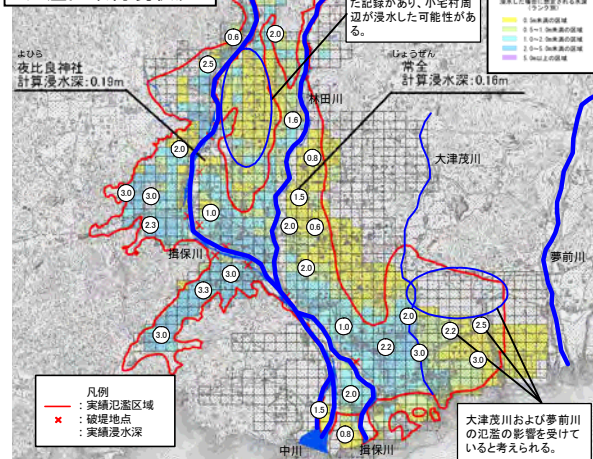 た記録があり、小宅村周
辺が浸水した可能性があ
る。
(ランク別)
0.5m未満の区域
0.5～1.0m未満の区域
1.0～2.0m未満の区域
2.0～5.0m未満の区域
5.0m以上の区域
よひら
夜比良神社
計算浸水深:0.19m
じょうぜん
常全
計算浸水深:0.16m
林田川
大津茂川
夢前川
揖保川
0.6
2.0
2.5
1.6
2.0
0.8
3.0
3.0
1.5
2.3
1.0
2.0
0.6
3.0
2.0
3.3
3.0
1.0
2.0
2.2
2.5
2.2
3.0
3.0
2.0
1.5
0.8
中川
揖保川
凡例
:実績氾濫区域
:破堤地点
:実績浸水深
大津茂川および夢前川
の氾濫の影響を受けて
いると考えられる。